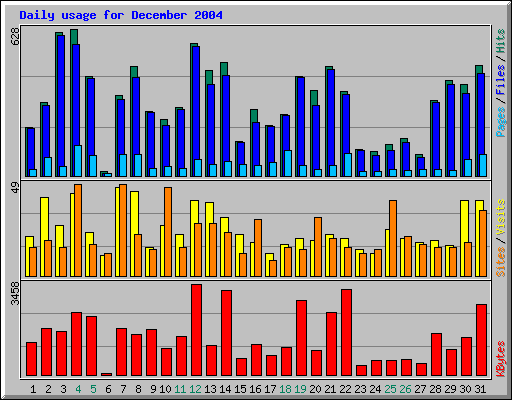 Daily usage for December 2004
628
Pages / Files / Hits
49
Sites / Visits
3458
KBytes
1 2 3 4 5 6 7 8 9 10 11 12 13 14 15 16 17 18 19 20 21 22 23 24 25 26 27 28 29 30 31